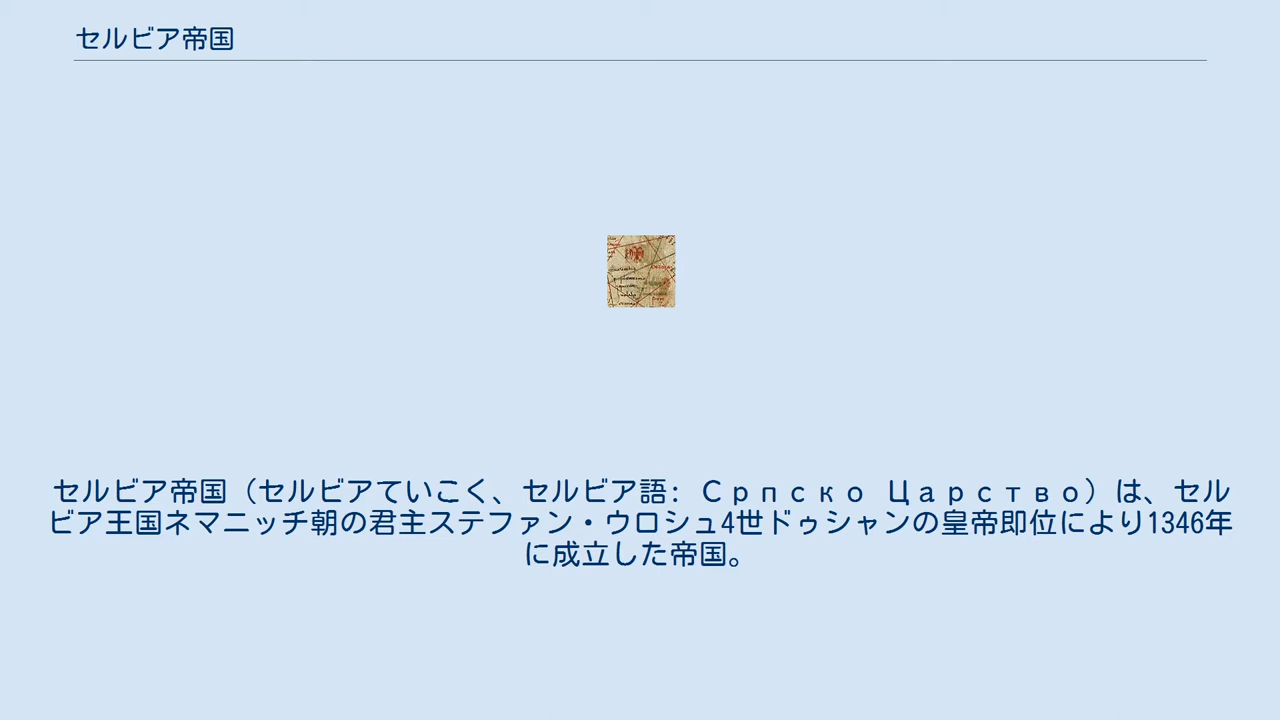 セルビア帝国
セルビア帝国（セルビアていこく、セルビア語: Српско Царство）は、セル
ビア王国ネマニッチ朝の君主ステファン・ウロシュ4世ドゥシャンの皇帝即位により1346年
に成立した帝国。